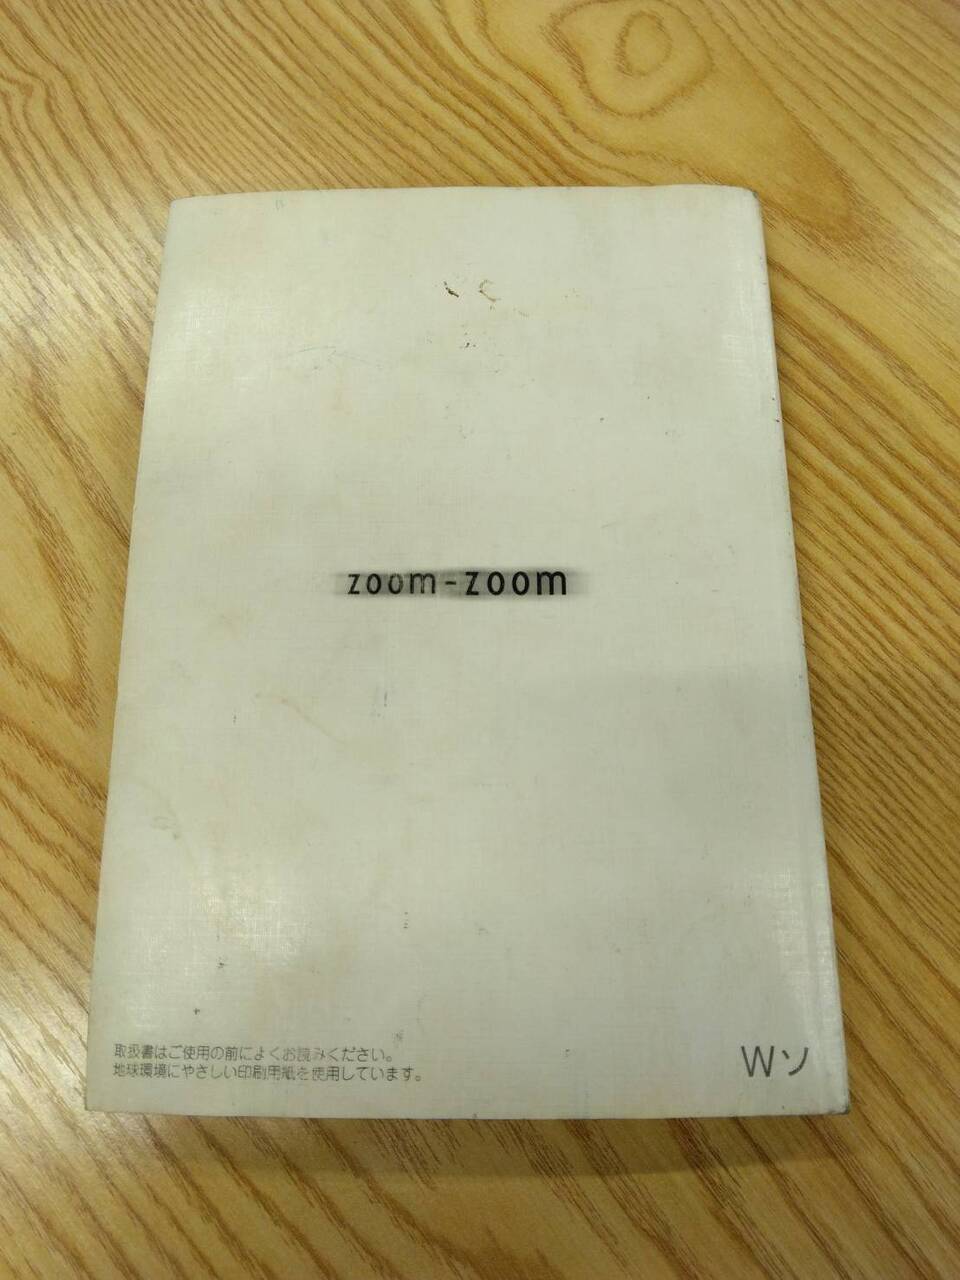 zoom-zoom
取扱書はご使用の前によくお読みください。
地球環境にやさしい印刷用紙を使用しています。
Wソ